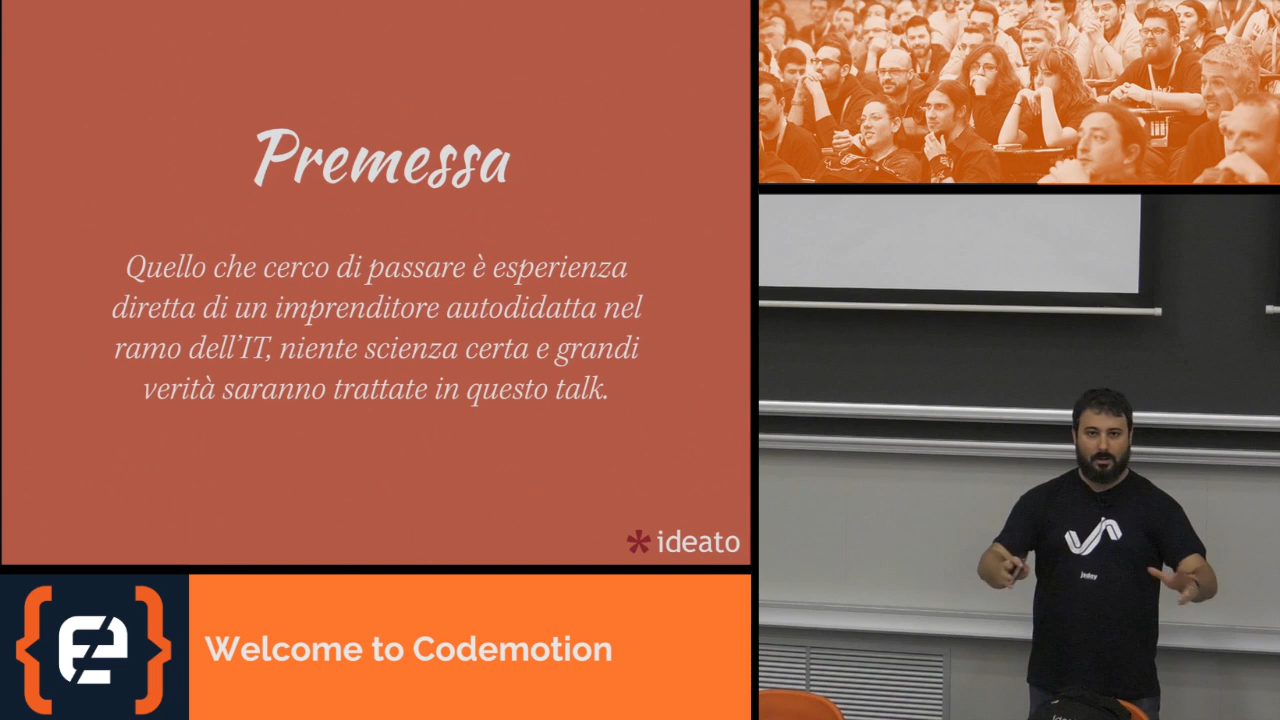 Premessa
Quello che cerco di passare è esperienza
diretta di un imprenditore autodidatta nel
ramo dell'IT, niente scienza certa e grandi
verità saranno trattate in questo talk.
ideato
Welcome to Codemotion
jsday